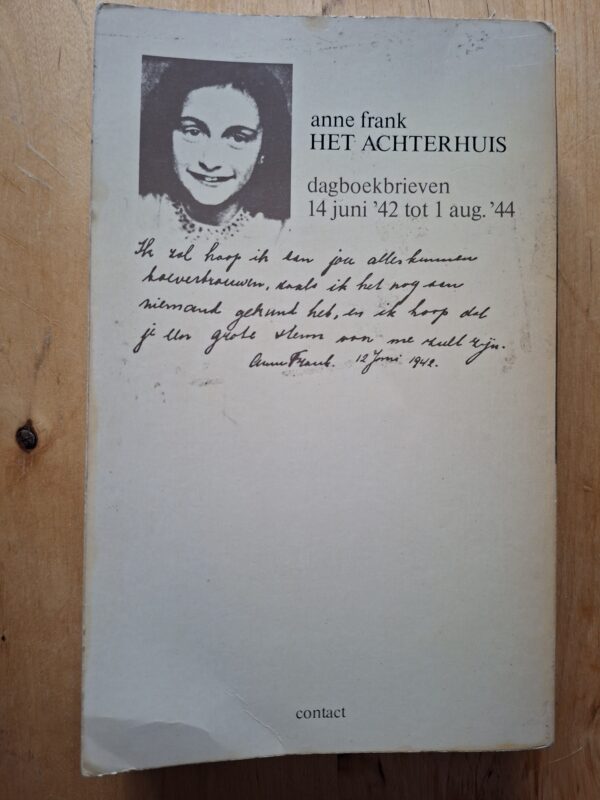 anne frank
HET ACHTERHUIS
dagboekbrieven
14 juni '42 tot 1 aug. '44
Ik zal hoop ik aan jou alles kunnen
toevertrouwen, zoals ik het nog aan
niemand gekund heb, en ik hoop dat
je een grote steun van me zult zijn.
Anne Frank. 12 Juni 1942.
contact